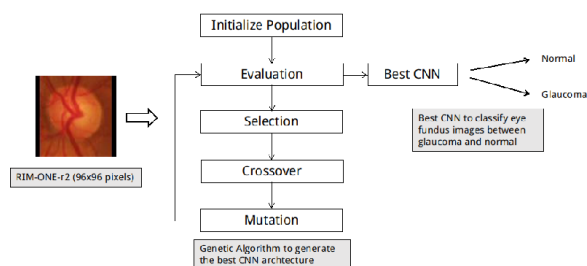 Initialize Population
Evaluation
Best CNN
Normal
Glaucoma
Selection
Best CNN to classify eye
fundus images between
glaucoma and normal
RIM-ONE-r2 (96x96 pixels)
Crossover
Mutation
Genetic Algorithm to generate
the best CNN archtecture